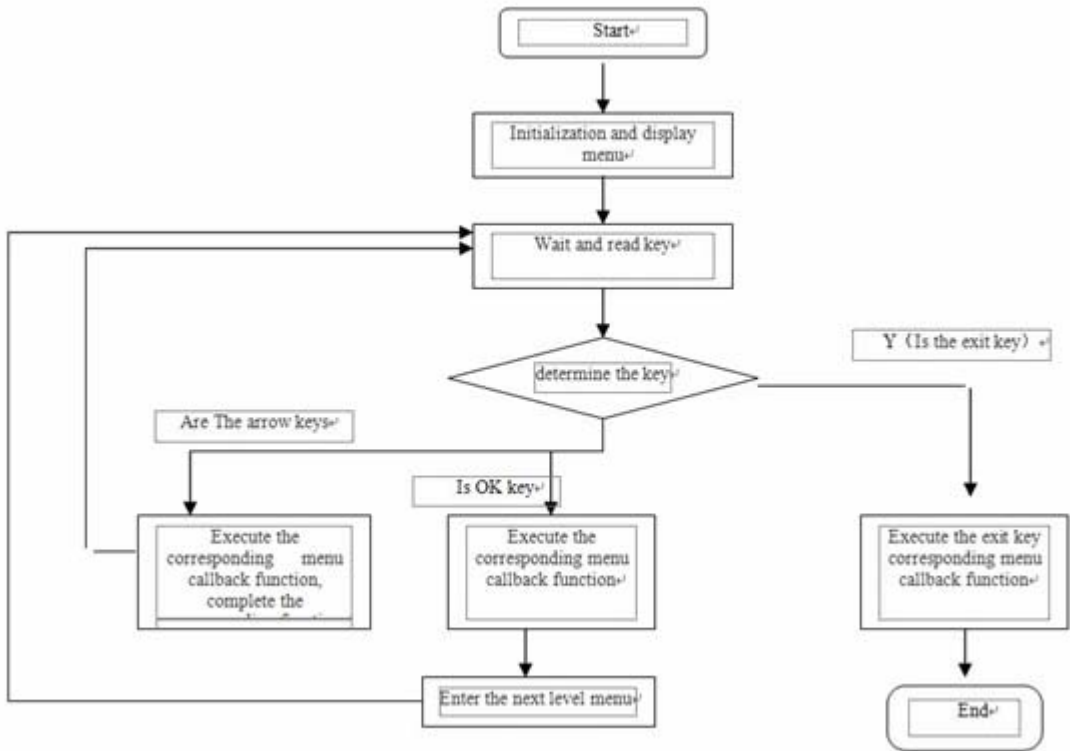 Start
Initialization and display
menu
Wait and read key
Y（Is the exit key）
determine the key
Are The arrow keys
Is OK key
Execute the
corresponding menu
callback function,
complete the
Execute the
corresponding menu
callback function
Execute the exit key
corresponding menu
callback function
Enter the next level menu
End